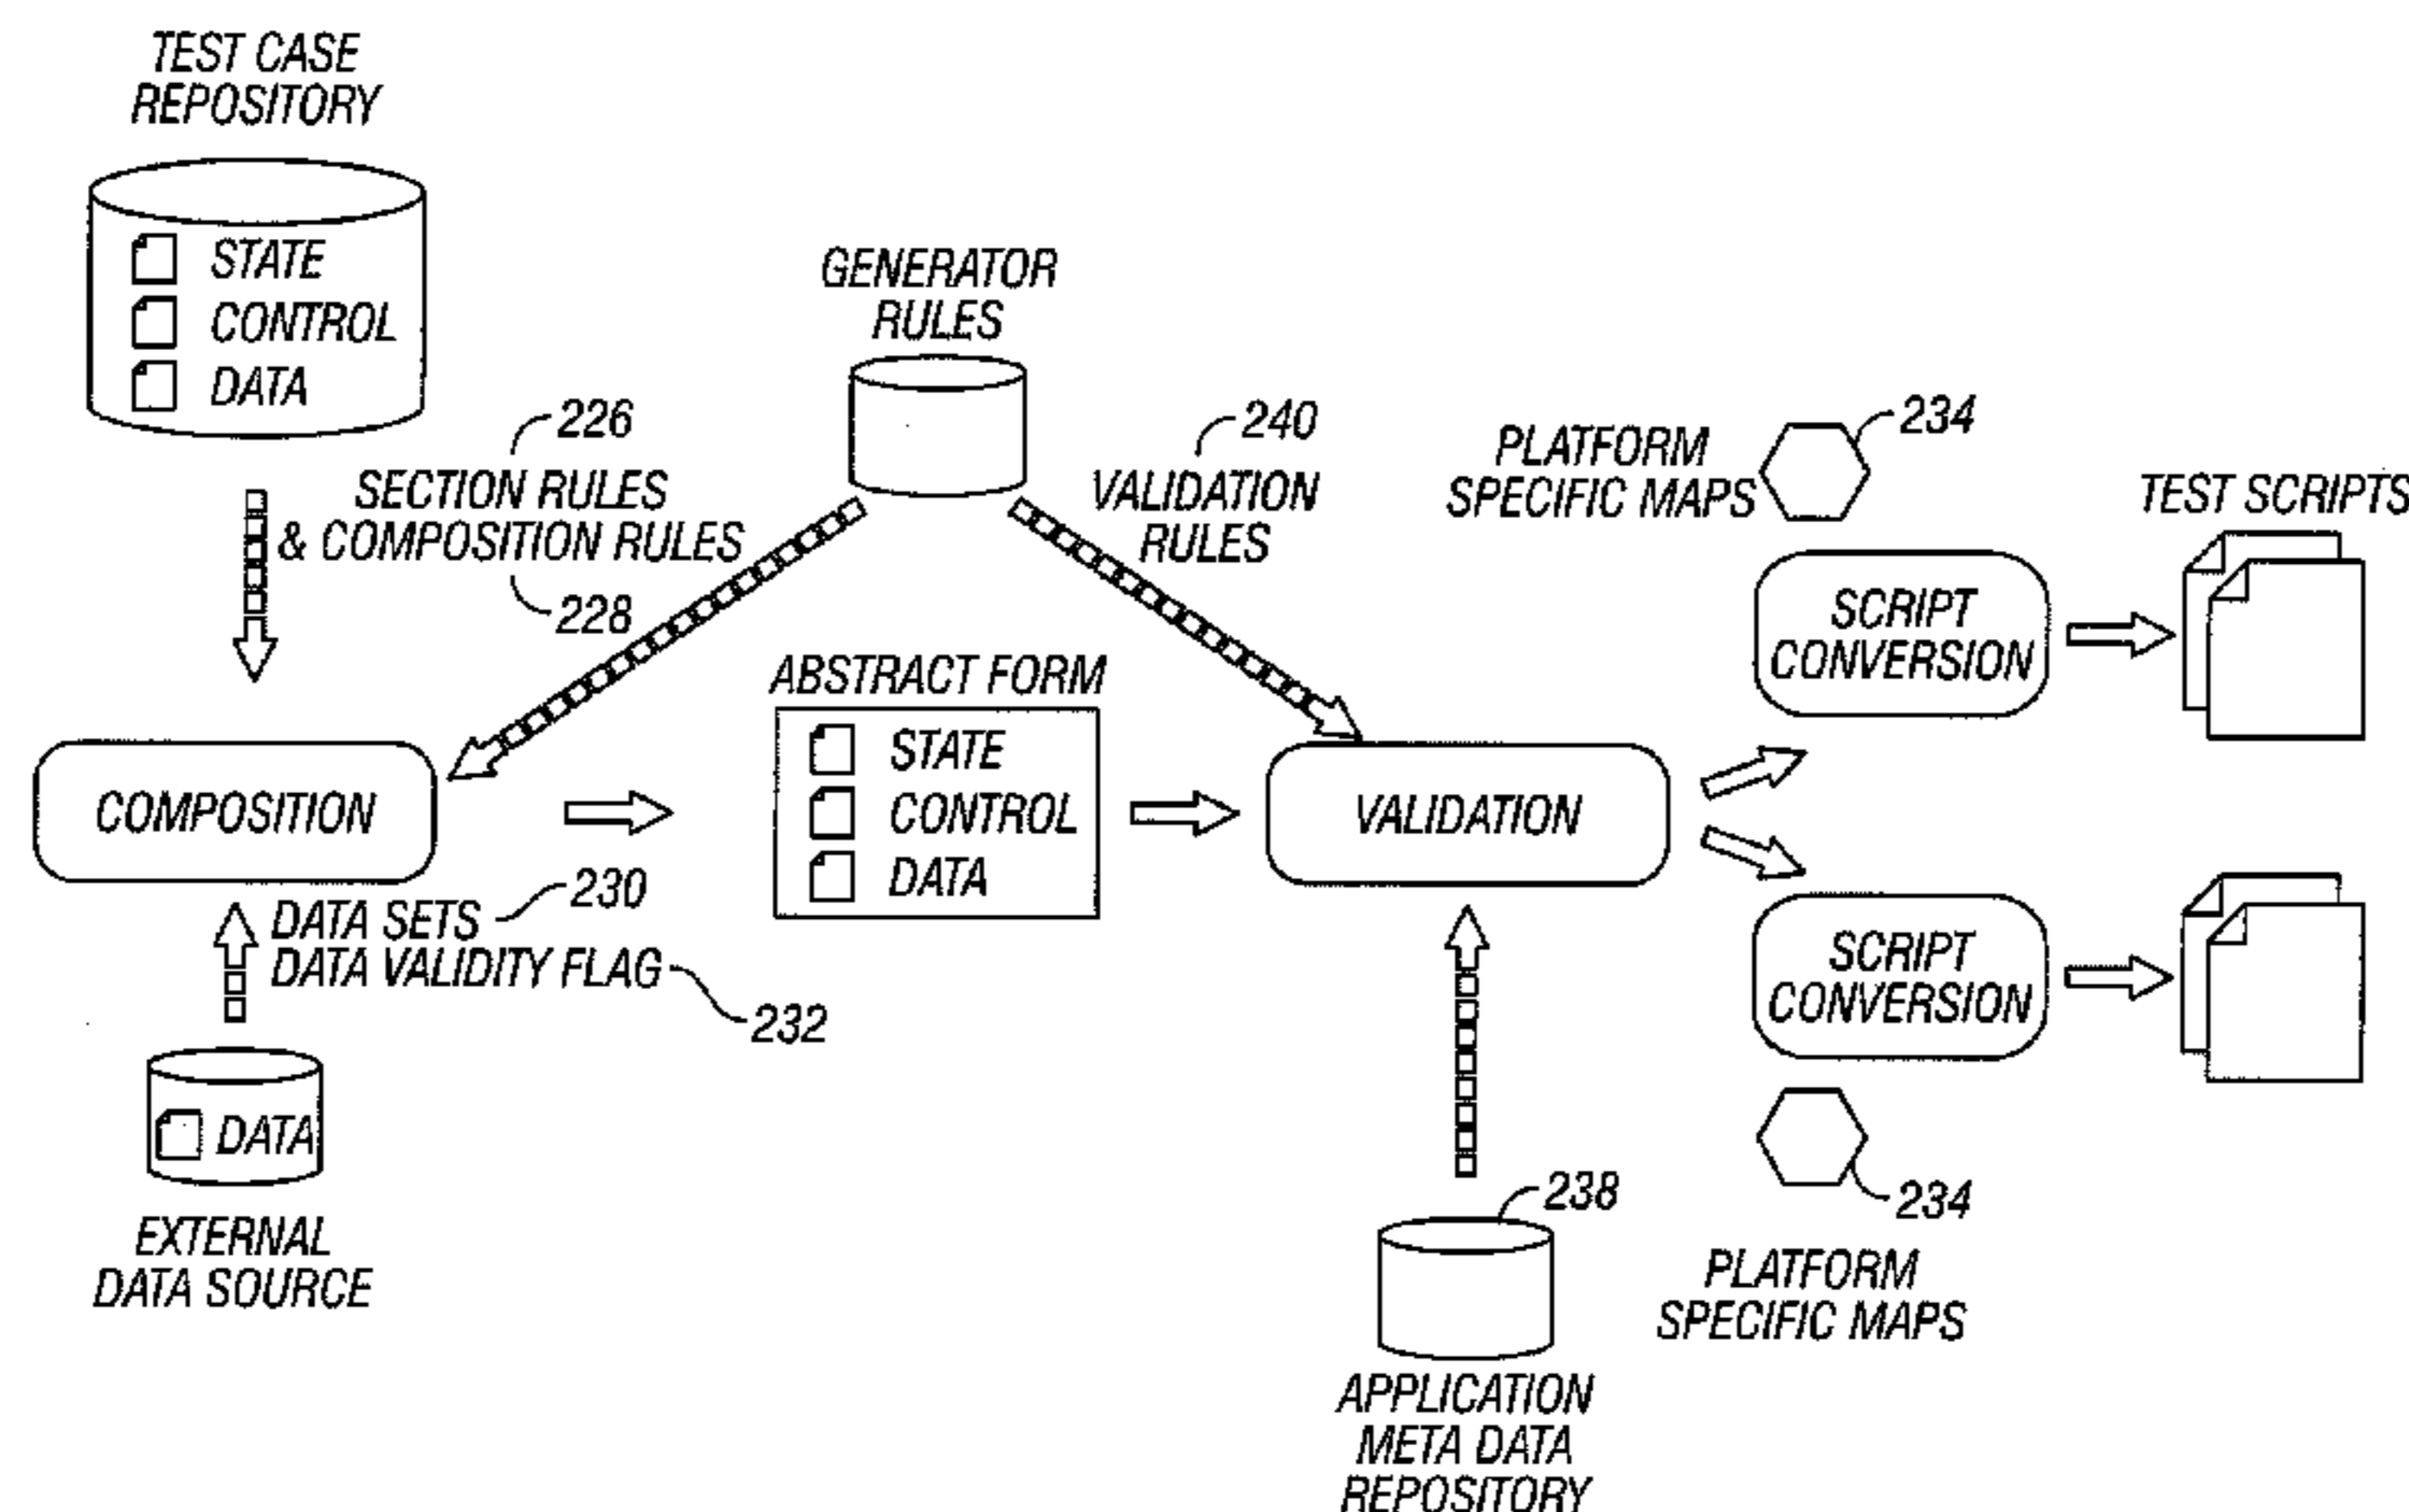 TEST CASE
REPOSITORY
STATE
CONTROL
DATA
226
SECTION RULES
& COMPOSITION RULES
228
GENERATOR
RULES
240
VALIDATION
RULES
PLATFORM
SPECIFIC MAPS
234
TEST SCRIPTS
SCRIPT
CONVERSION
ABSTRACT FORM
STATE
CONTROL
DATA
COMPOSITION
VALIDATION
230
DATA SETS
DATA VALIDITY FLAG
232
SCRIPT
CONVERSION
DATA
EXTERNAL
DATA SOURCE
238
234
PLATFORM
SPECIFIC MAPS
APPLICATION
META DATA
REPOSITORY